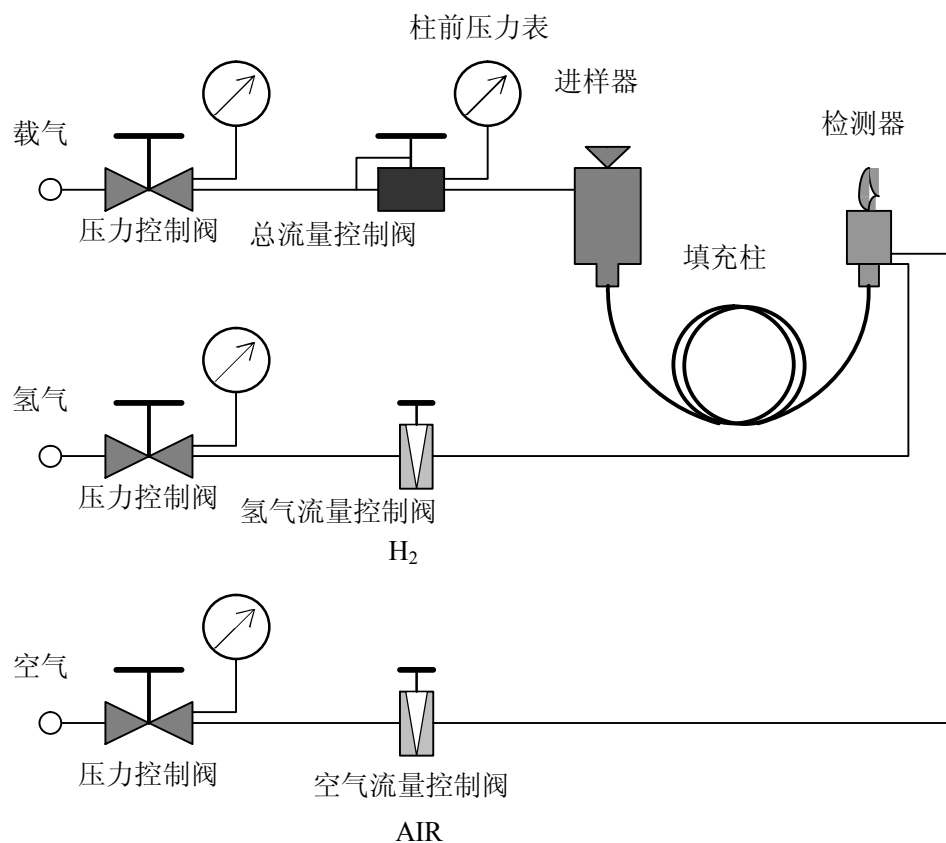 柱前压力表
进样器
载气
检测器
压力控制阀
总流量控制阀
填充柱
氢气
压力控制阀
氢气流量控制阀
H₂
空气
压力控制阀
空气流量控制阀
AIR